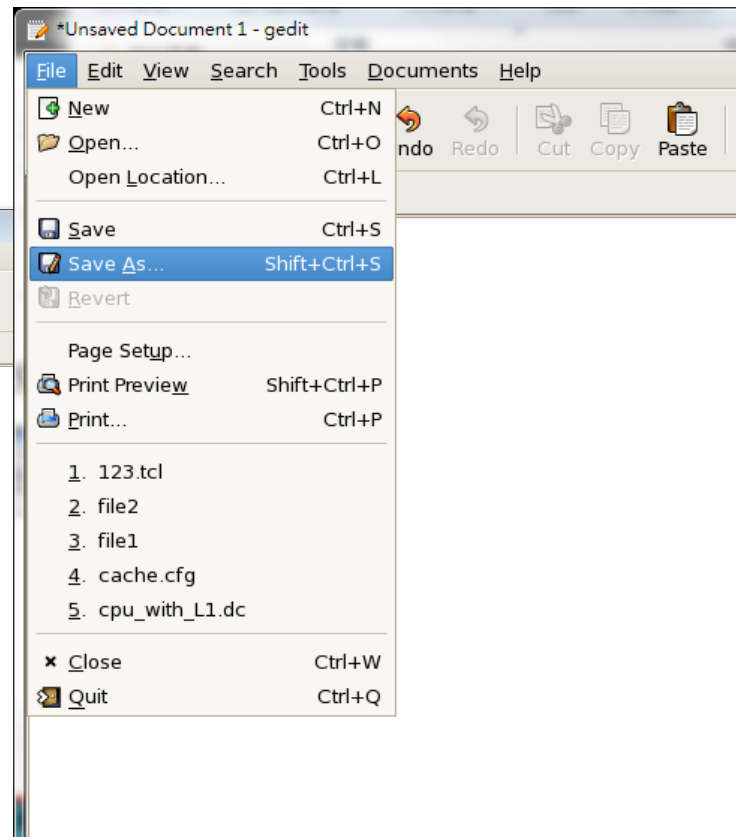 *Unsaved Document 1 - gedit
File Edit View Search Tools Documents Help
New Ctrl+N
Open... Ctrl+O
Open Location... Ctrl+L
Save Ctrl+S
Save As... Shift+Ctrl+S
Revert
Page Setup...
Print Preview Shift+Ctrl+P
Print... Ctrl+P
1. 123.tcl
2. file2
3. file1
4. cache.cfg
5. cpu_with_L1.dc
Close Ctrl+W
Quit Ctrl+Q
ndo Redo Cut Copy Paste